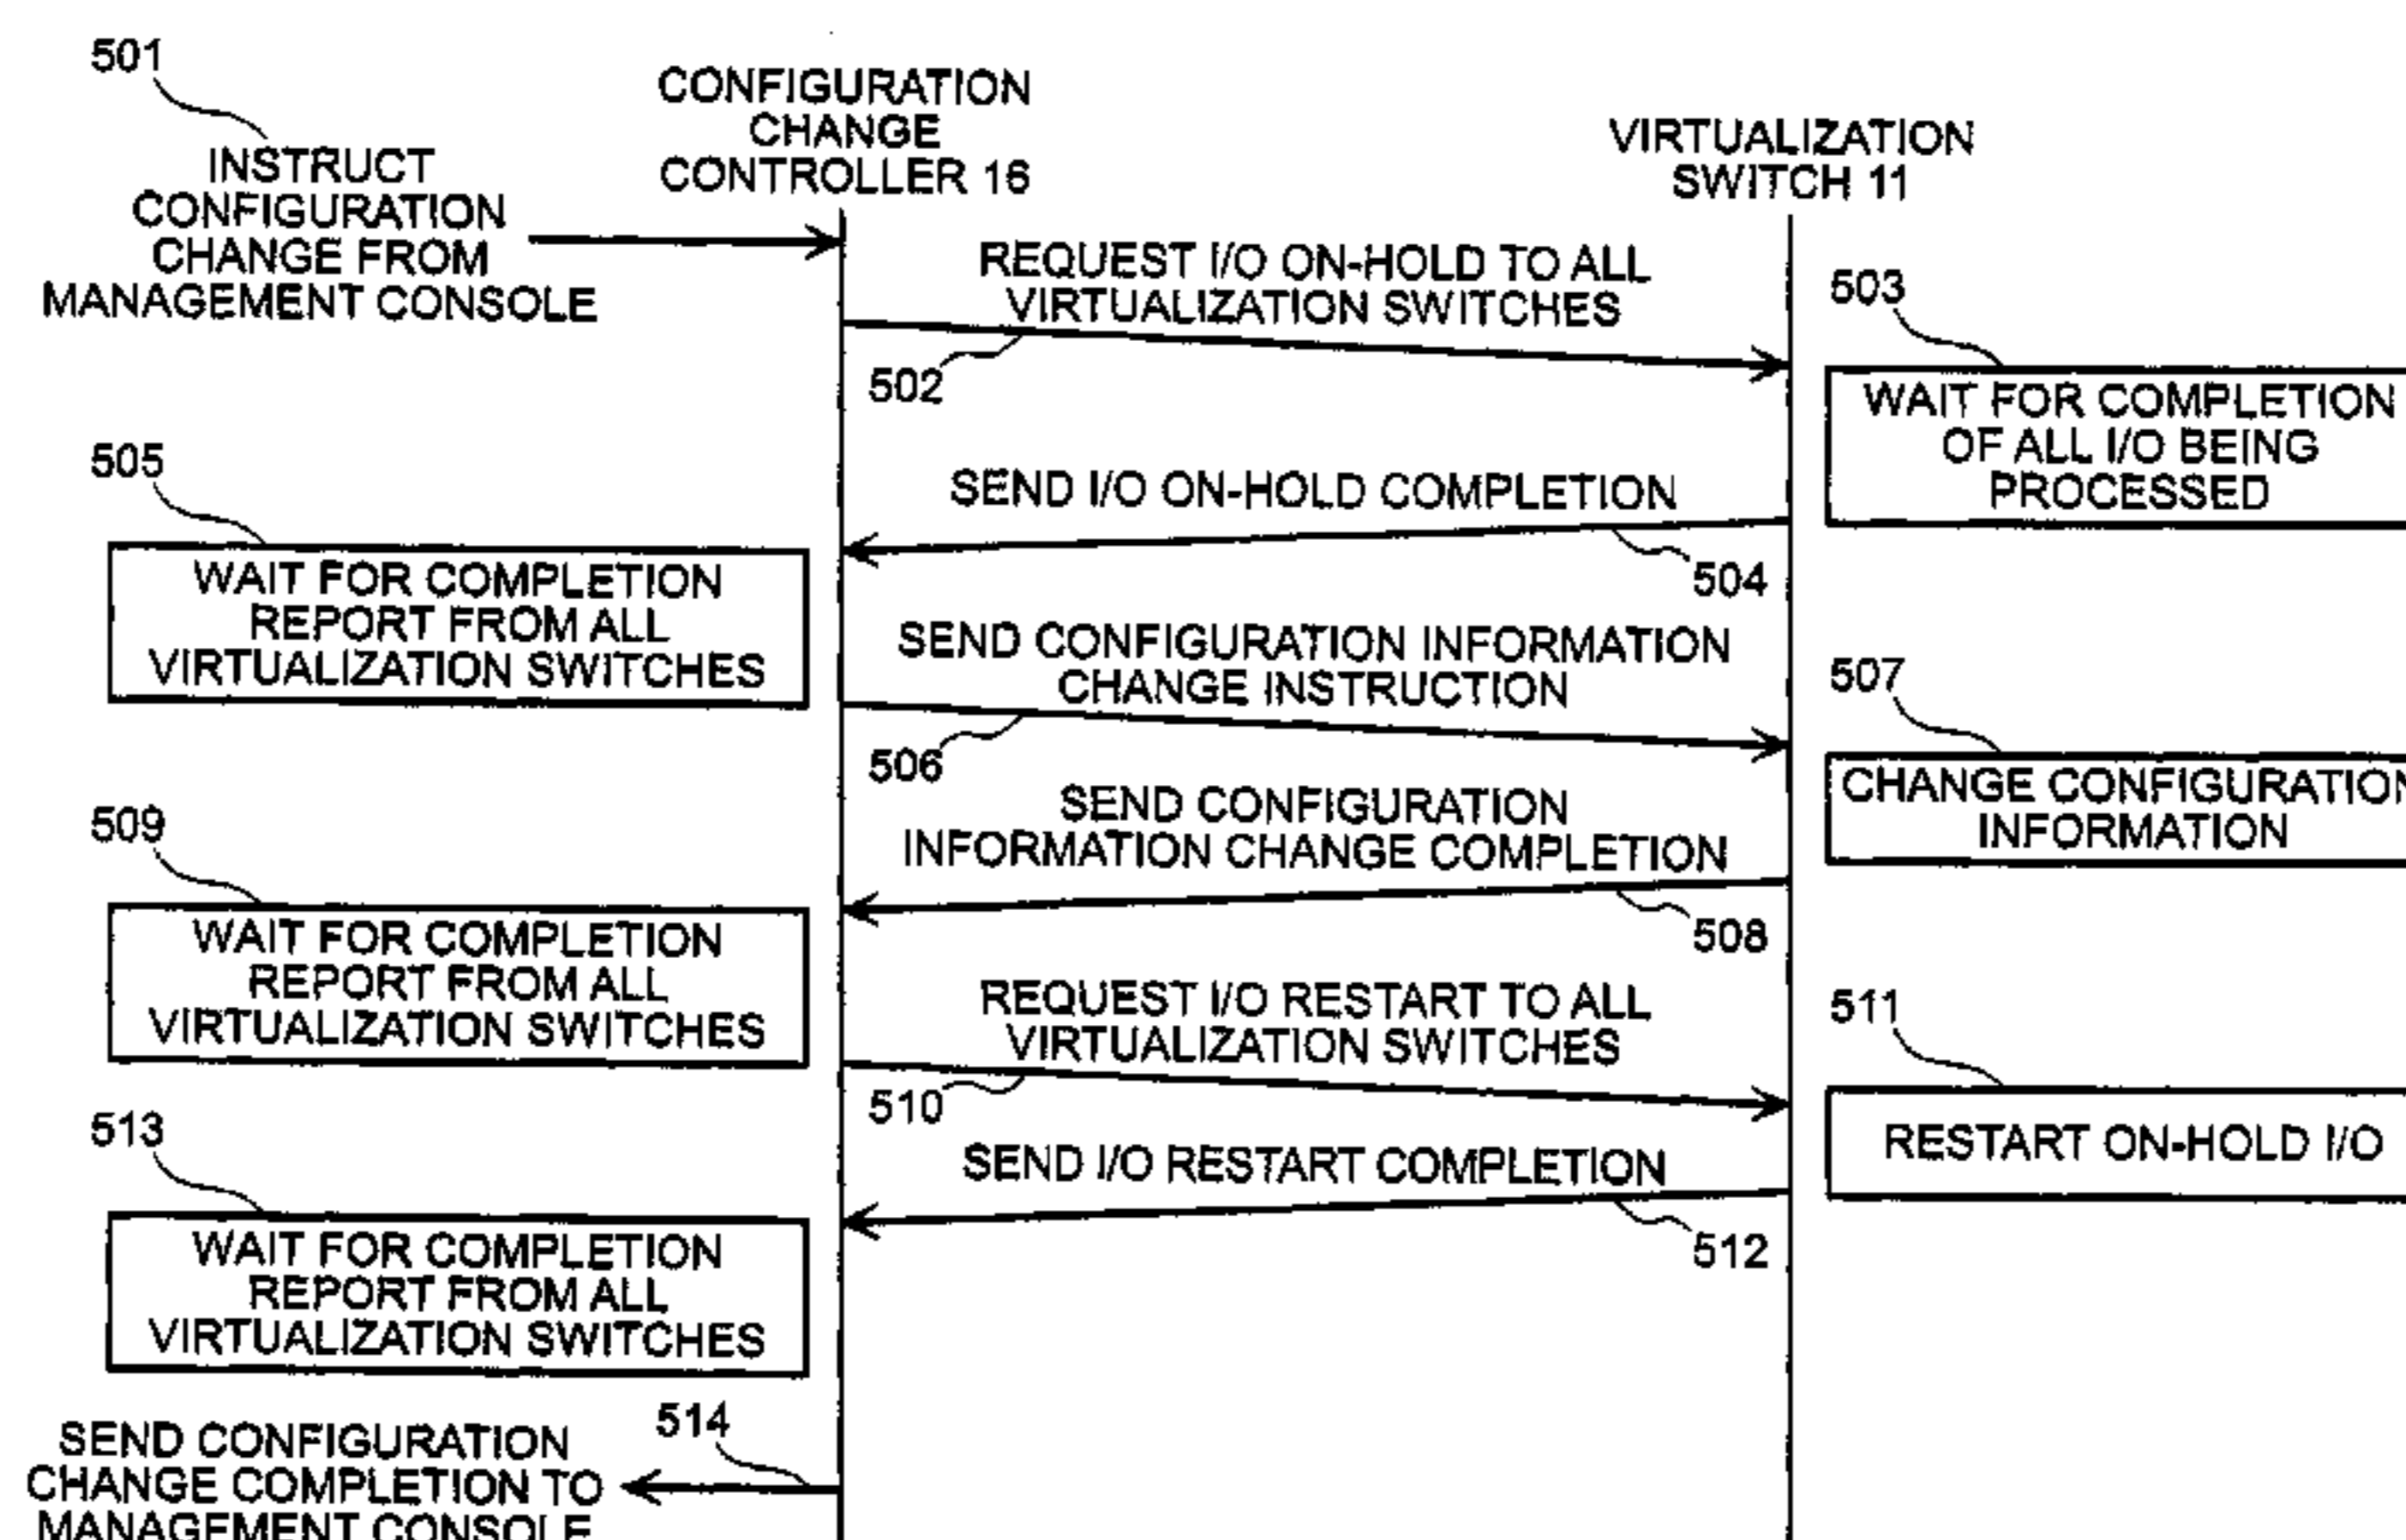 501
INSTRUCT
CONFIGURATION
CHANGE FROM
MANAGEMENT CONSOLE
CONFIGURATION
CHANGE
CONTROLLER 16
VIRTUALIZATION
SWITCH 11
REQUEST I/O ON-HOLD TO ALL
VIRTUALIZATION SWITCHES
502
503
WAIT FOR COMPLETION
OF ALL I/O BEING
PROCESSED
SEND I/O ON-HOLD COMPLETION
504
505
WAIT FOR COMPLETION
REPORT FROM ALL
VIRTUALIZATION SWITCHES
SEND CONFIGURATION INFORMATION
CHANGE INSTRUCTION
506
507
CHANGE CONFIGURATION
INFORMATION
SEND CONFIGURATION
INFORMATION CHANGE COMPLETION
508
509
WAIT FOR COMPLETION
REPORT FROM ALL
VIRTUALIZATION SWITCHES
REQUEST I/O RESTART TO ALL
VIRTUALIZATION SWITCHES
510
511
RESTART ON-HOLD I/O
SEND I/O RESTART COMPLETION
512
513
WAIT FOR COMPLETION
REPORT FROM ALL
VIRTUALIZATION SWITCHES
514
SEND CONFIGURATION
CHANGE COMPLETION TO
MANAGEMENT CONSOLE